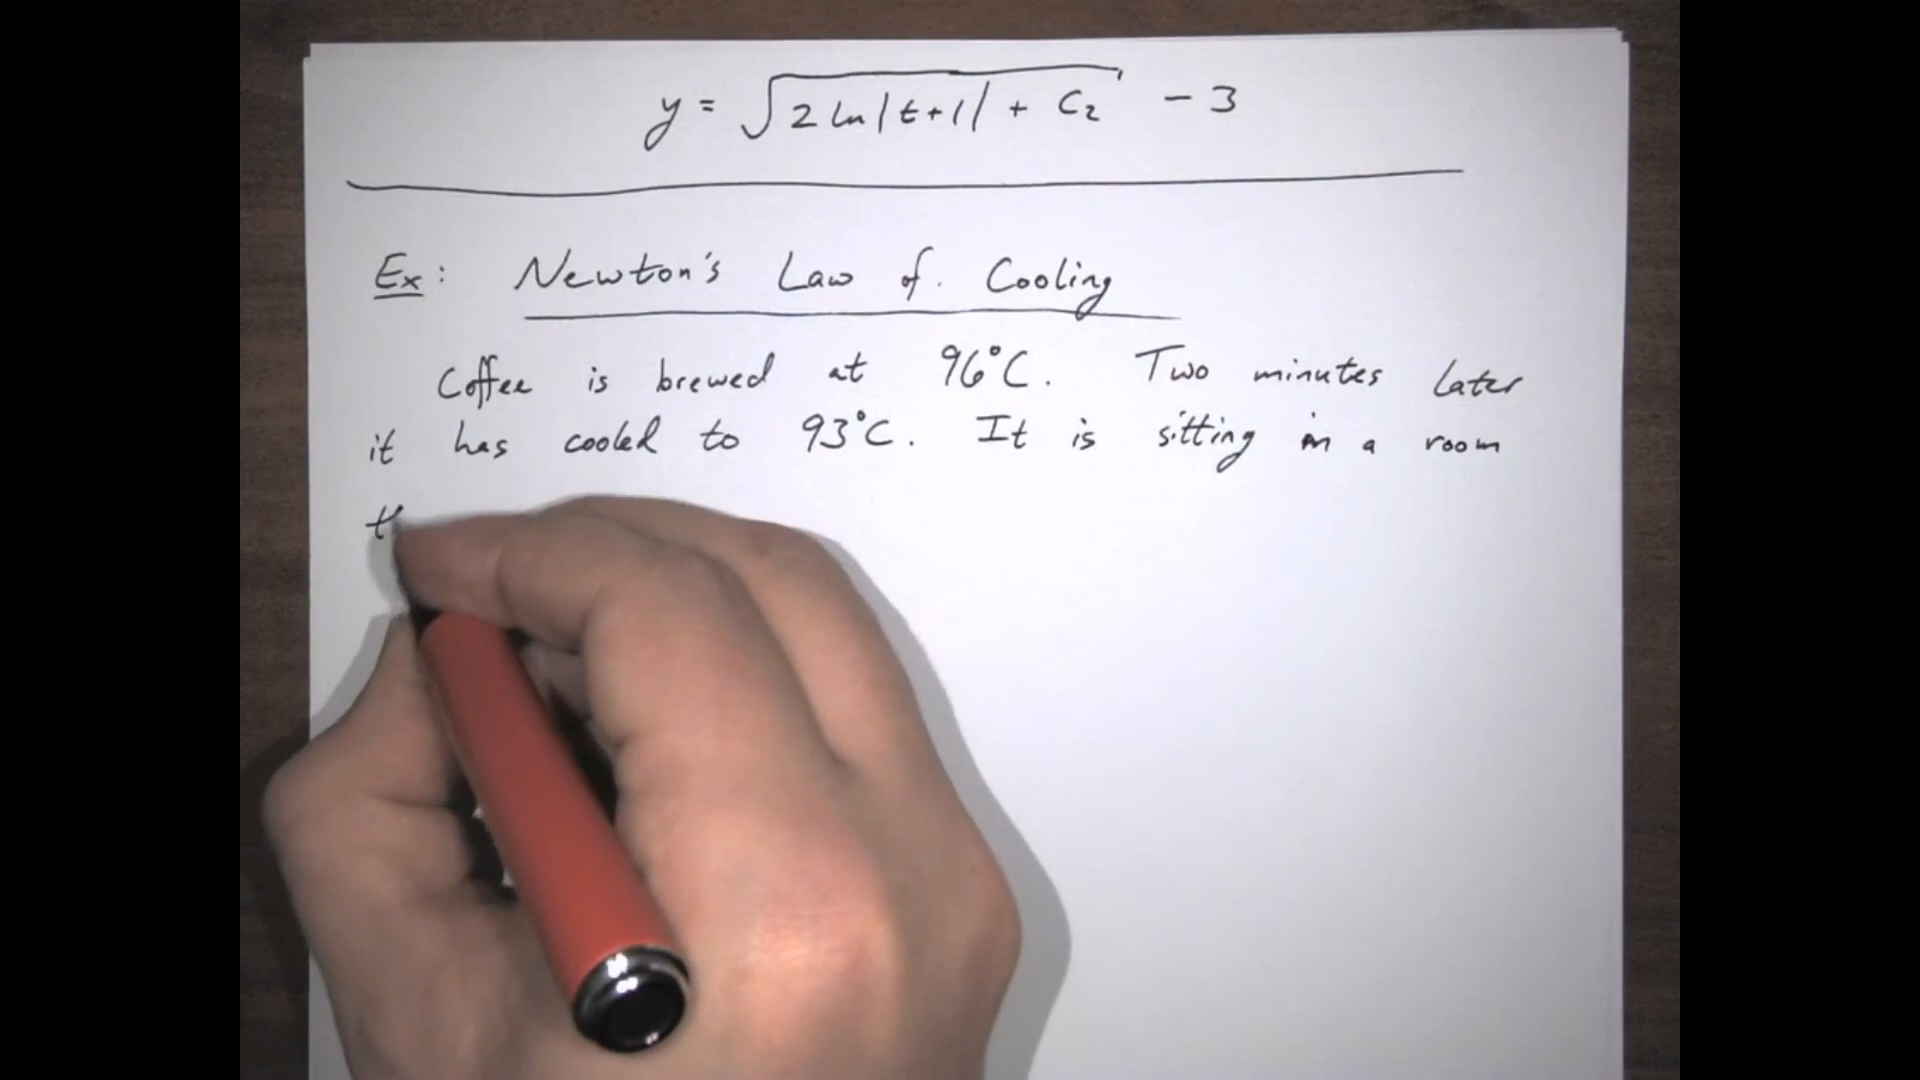 y = √(2 ln|t+1| + C₂) - 3
Ex: Newton's Law of Cooling
Coffee is brewed at 96°C. Two minutes later
it has cooled to 93°C. It is sitting in a room